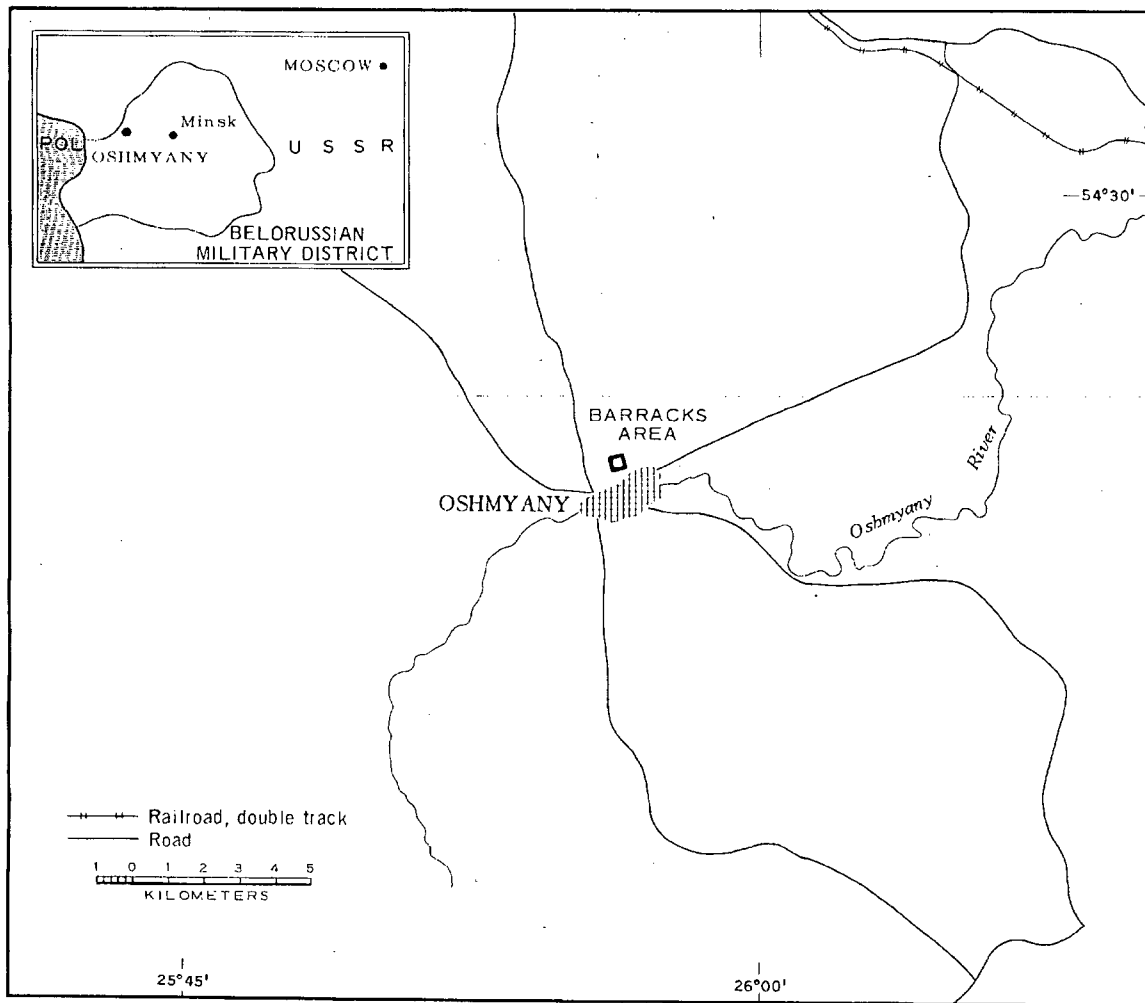 MOSCOW
Minsk
POL
OSHMYANY
U S S R
BELORUSSIAN
MILITARY DISTRICT
54°30'
BARRACKS
AREA
OSHMYANY
Oshmyany
River
Railroad, double track
Road
1 0 1 2 3 4 5
KILOMETERS
25°45'
26°00'